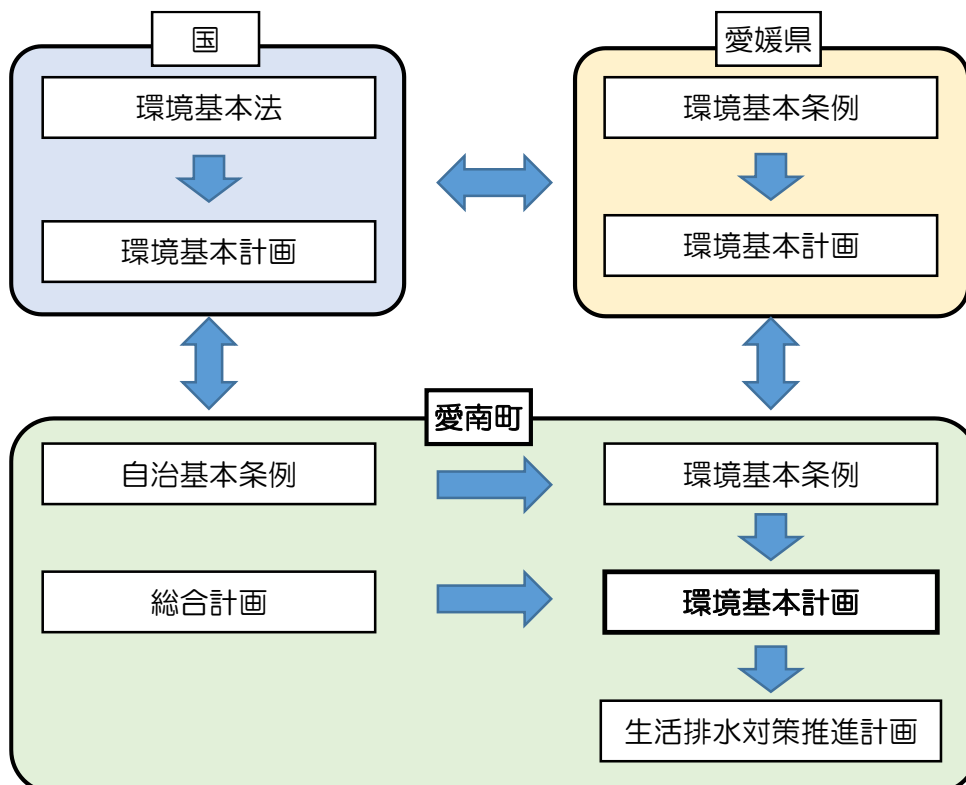 国
愛媛県
環境基本法
環境基本条例
環境基本計画
環境基本計画
愛南町
自治基本条例
環境基本条例
総合計画
環境基本計画
生活排水対策推進計画